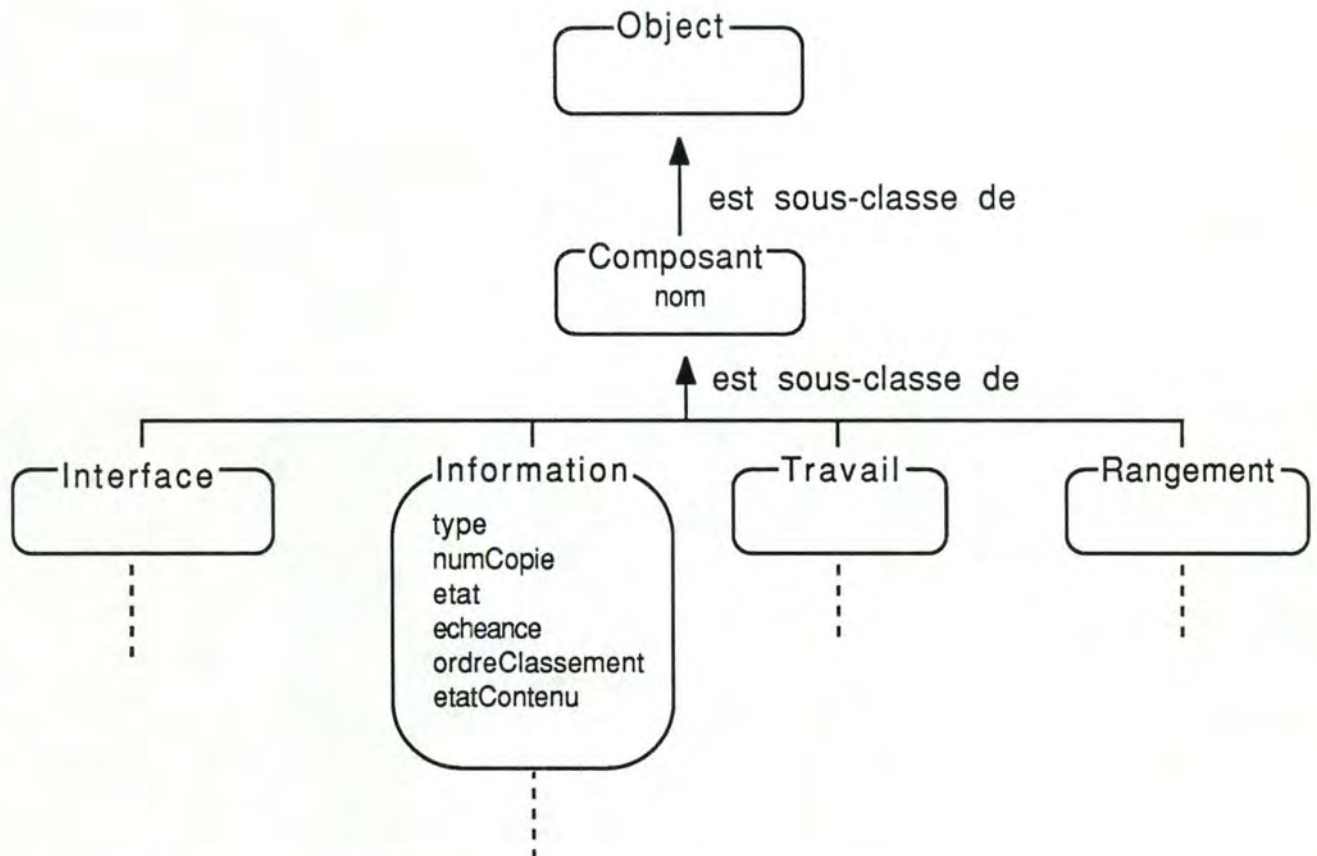 Object
est sous-classe de
Composant
nom
est sous-classe de
Interface
Information
Travail
Rangement
type
numCopie
etat
echeance
ordreClassement
etatContenu